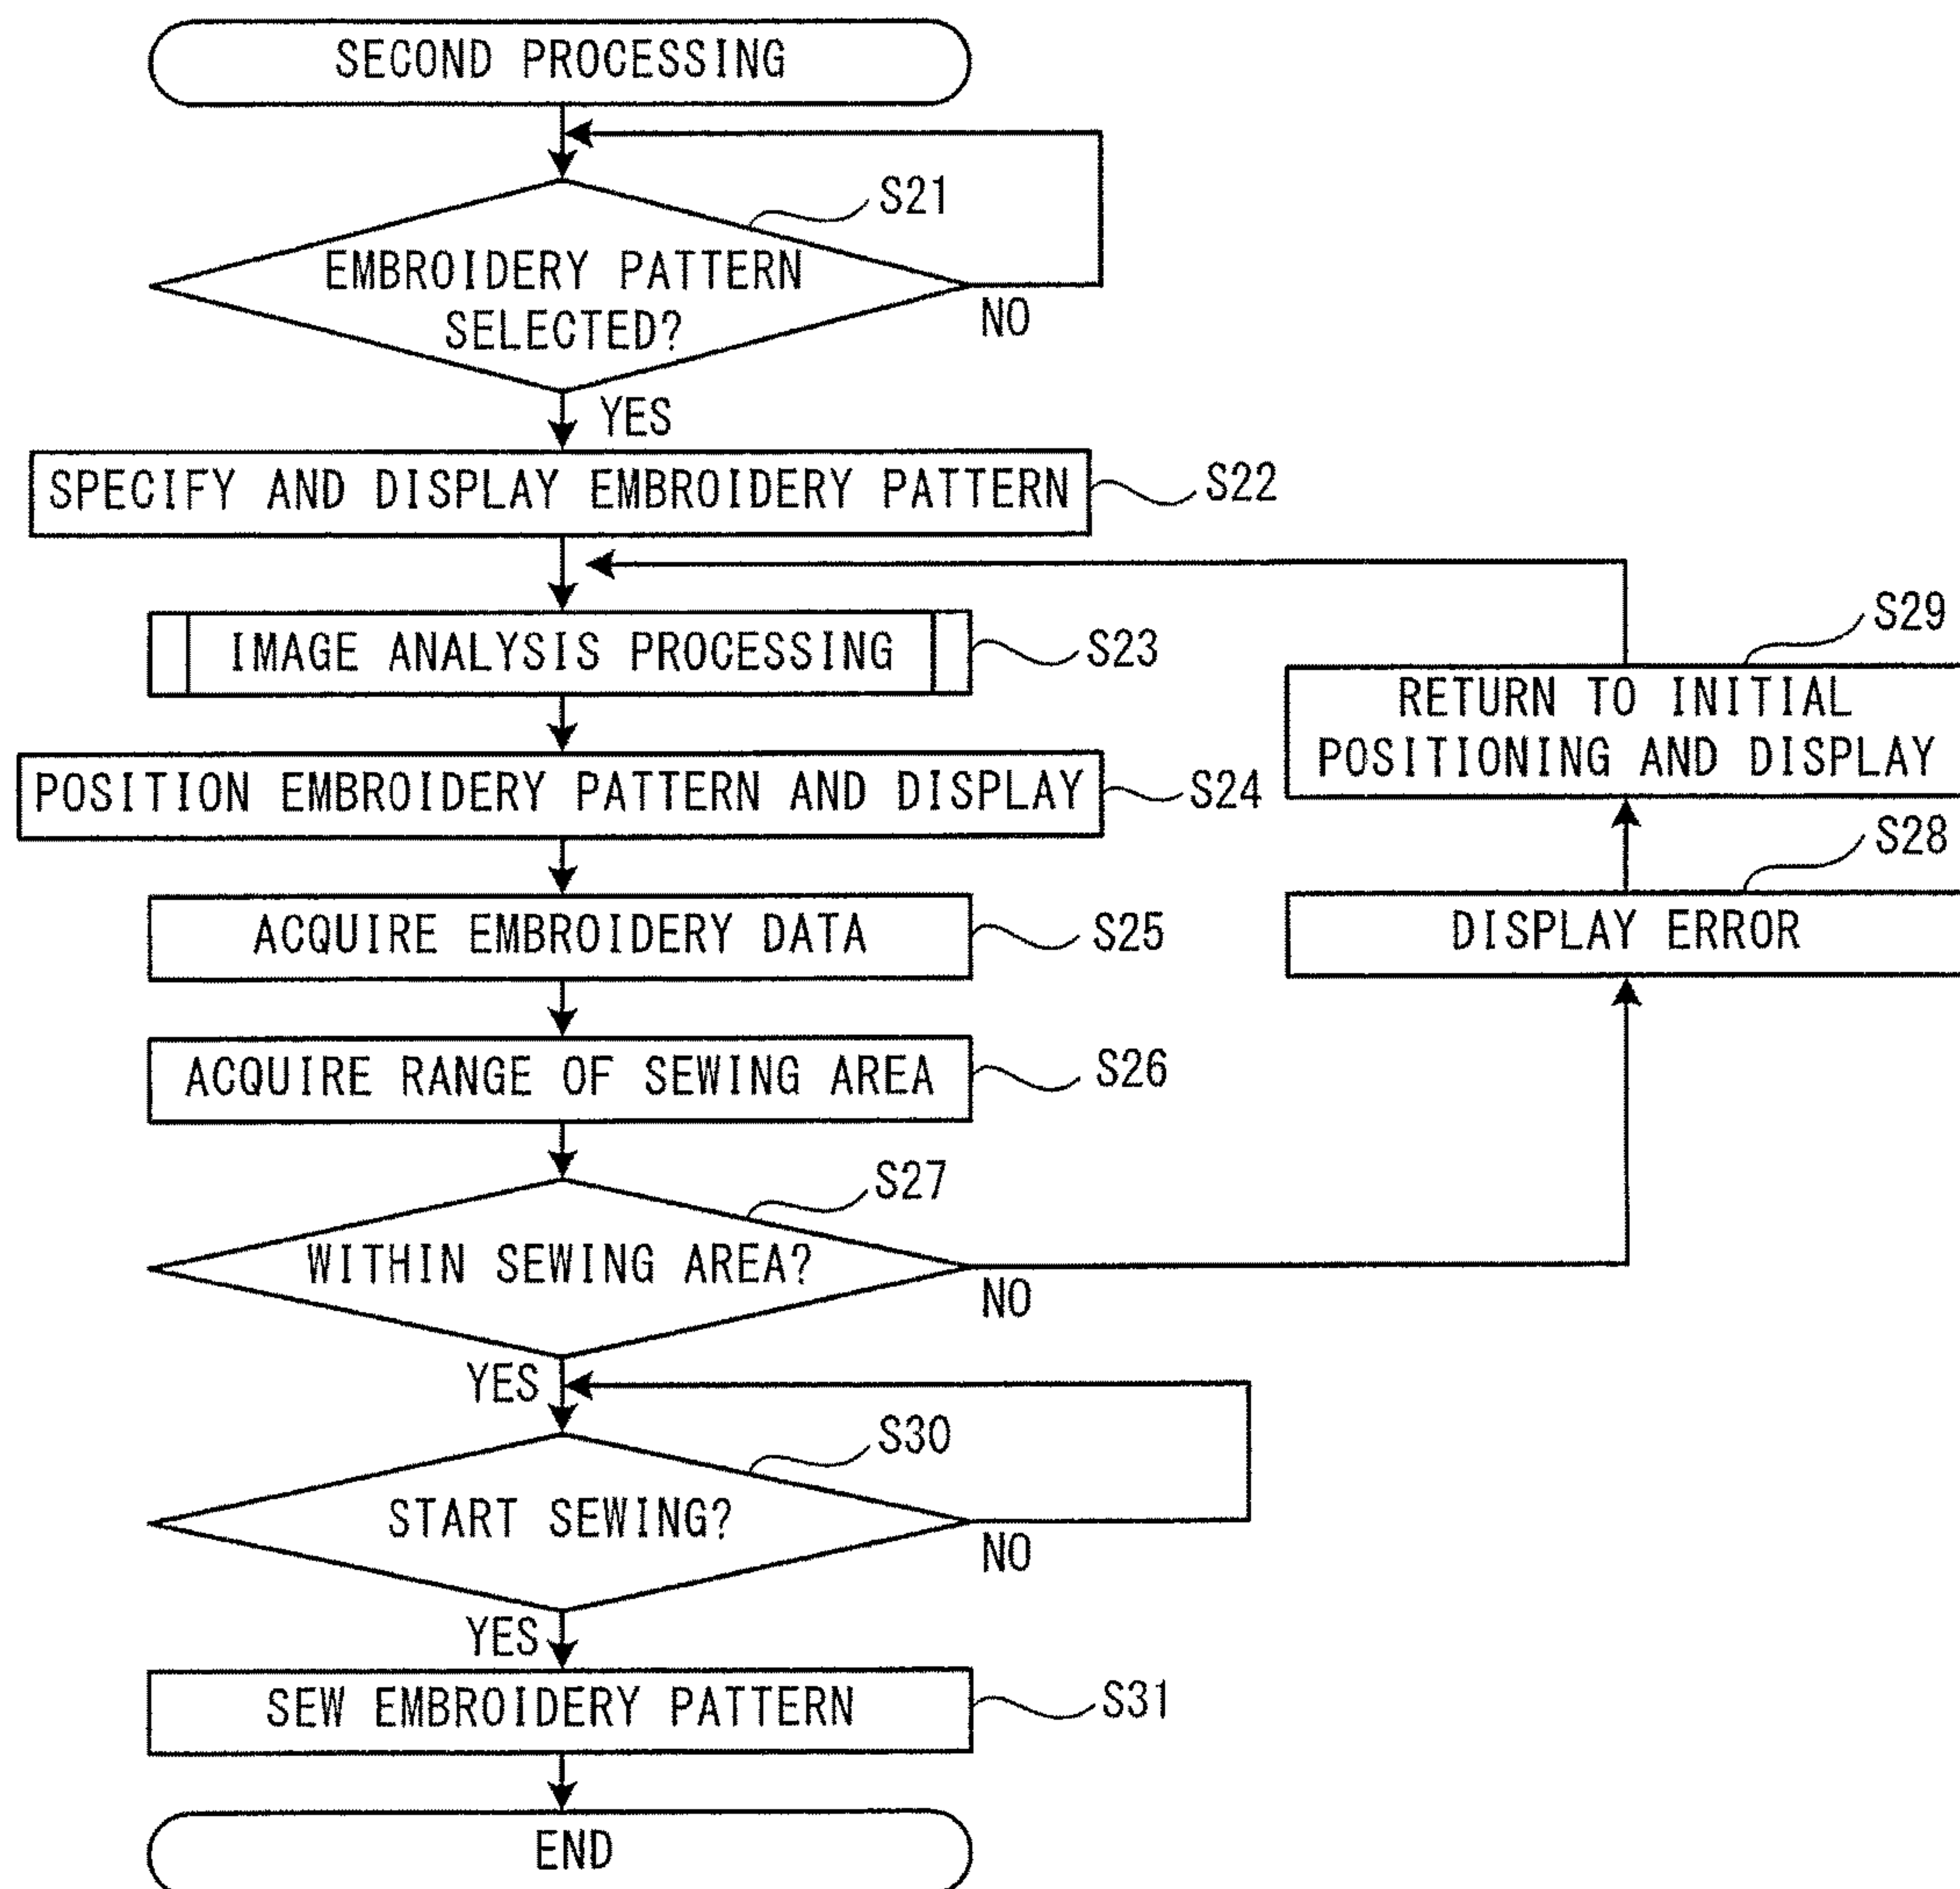 SECOND PROCESSING
S21
EMBROIDERY PATTERN
SELECTED?
NO
YES
SPECIFY AND DISPLAY EMBROIDERY PATTERN
S22
IMAGE ANALYSIS PROCESSING
S23
S29
RETURN TO INITIAL
POSITIONING AND DISPLAY
POSITION EMBROIDERY PATTERN AND DISPLAY
S24
S28
DISPLAY ERROR
ACQUIRE EMBROIDERY DATA
S25
ACQUIRE RANGE OF SEWING AREA
S26
S27
WITHIN SEWING AREA?
NO
YES
S30
START SEWING?
NO
YES
SEW EMBROIDERY PATTERN
S31
END